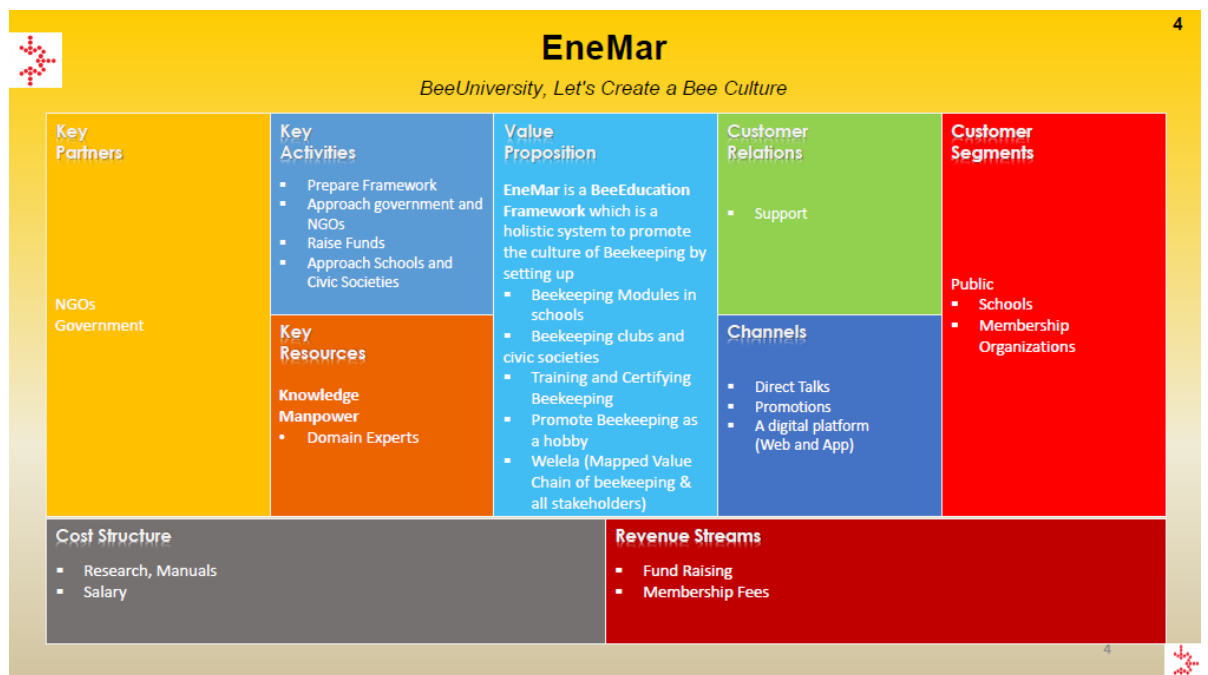 4
EneMar
BeeUniversity, Let's Create a Bee Culture
Key
Partners
NGOs
Government
Key
Activities
▪ Prepare Framework
▪ Approach government and
NGOs
▪ Raise Funds
▪ Approach Schools and
Civic Societies
Key
Resources
Knowledge
Manpower
• Domain Experts
Value
Proposition
EneMar is a BeeEducation
Framework which is a
holistic system to promote
the culture of Beekeeping by
setting up
▪ Beekeeping Modules in
schools
▪ Beekeeping clubs and
civic societies
▪ Training and Certifying
Beekeeping
▪ Promote Beekeeping as
a hobby
▪ Welela (Mapped Value
Chain of beekeeping &
all stakeholders)
Customer
Relations
▪ Support
Channels
▪ Direct Talks
▪ Promotions
▪ A digital platform
(Web and App)
Customer
Segments
Public
▪ Schools
▪ Membership
Organizations
Cost Structure
▪ Research, Manuals
▪ Salary
Revenue Streams
▪ Fund Raising
▪ Membership Fees
4